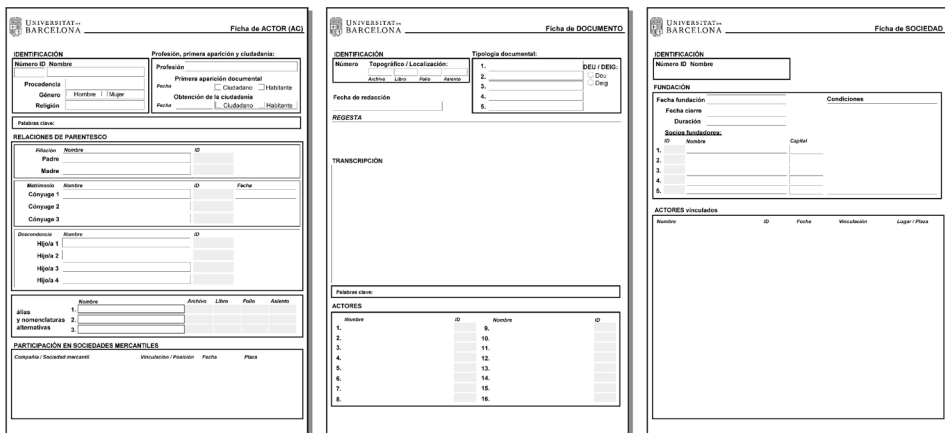 UNIVERSITAT DE
BARCELONA
Ficha de ACTOR (AC)
IDENTIFICACIÓN
Número ID Nombre
Procedencia
Género Hombre Mujer
Religión
Profesión, primera aparición y ciudadanía:
Profesión
Primera aparición documental
Fecha Ciudadano Habitante
Obtención de la ciudadanía
Fecha Ciudadano Habitante
Palabras clave:
RELACIONES DE PARENTESCO
Filiación Nombre ID
Padre
Madre
Matrimonio Nombre ID Fecha
Cónyuge 1
Cónyuge 2
Cónyuge 3
Descendencia Nombre ID
Hijo/a 1
Hijo/a 2
Hijo/a 3
Hijo/a 4
Nombre Archivo Libro Folio Asiento
álias 1.
y nomenclaturas 2.
alternativas 3.
PARTICIPACIÓN EN SOCIEDADES MERCANTILES
Compañía / Sociedad mercantil Vinculación / Posición Fecha Plaza
UNIVERSITAT DE
BARCELONA
Ficha de DOCUMENTO
IDENTIFICACIÓN
Número Topográfico / Localización:
Archivo Libro Folio Asiento
Fecha de redacción
Tipología documental:
1. DEU / DEIG:
2. Deu
3. Deig
4.
5.
REGESTA
TRANSCRIPCIÓN
Palabras clave:
ACTORES
Nombre ID Nombre ID
1. 9.
2. 10.
3. 11.
4. 12.
5. 13.
6. 14.
7. 15.
8. 16.
UNIVERSITAT DE
BARCELONA
Ficha de SOCIEDAD
IDENTIFICACIÓN
Número ID Nombre
FUNDACIÓN
Fecha fundación Condiciones
Fecha cierre
Duración
Socios fundadores:
ID Nombre Capital
1.
2.
3.
4.
5.
ACTORES vinculados
Nombre ID Fecha Vinculación Lugar / Plaza